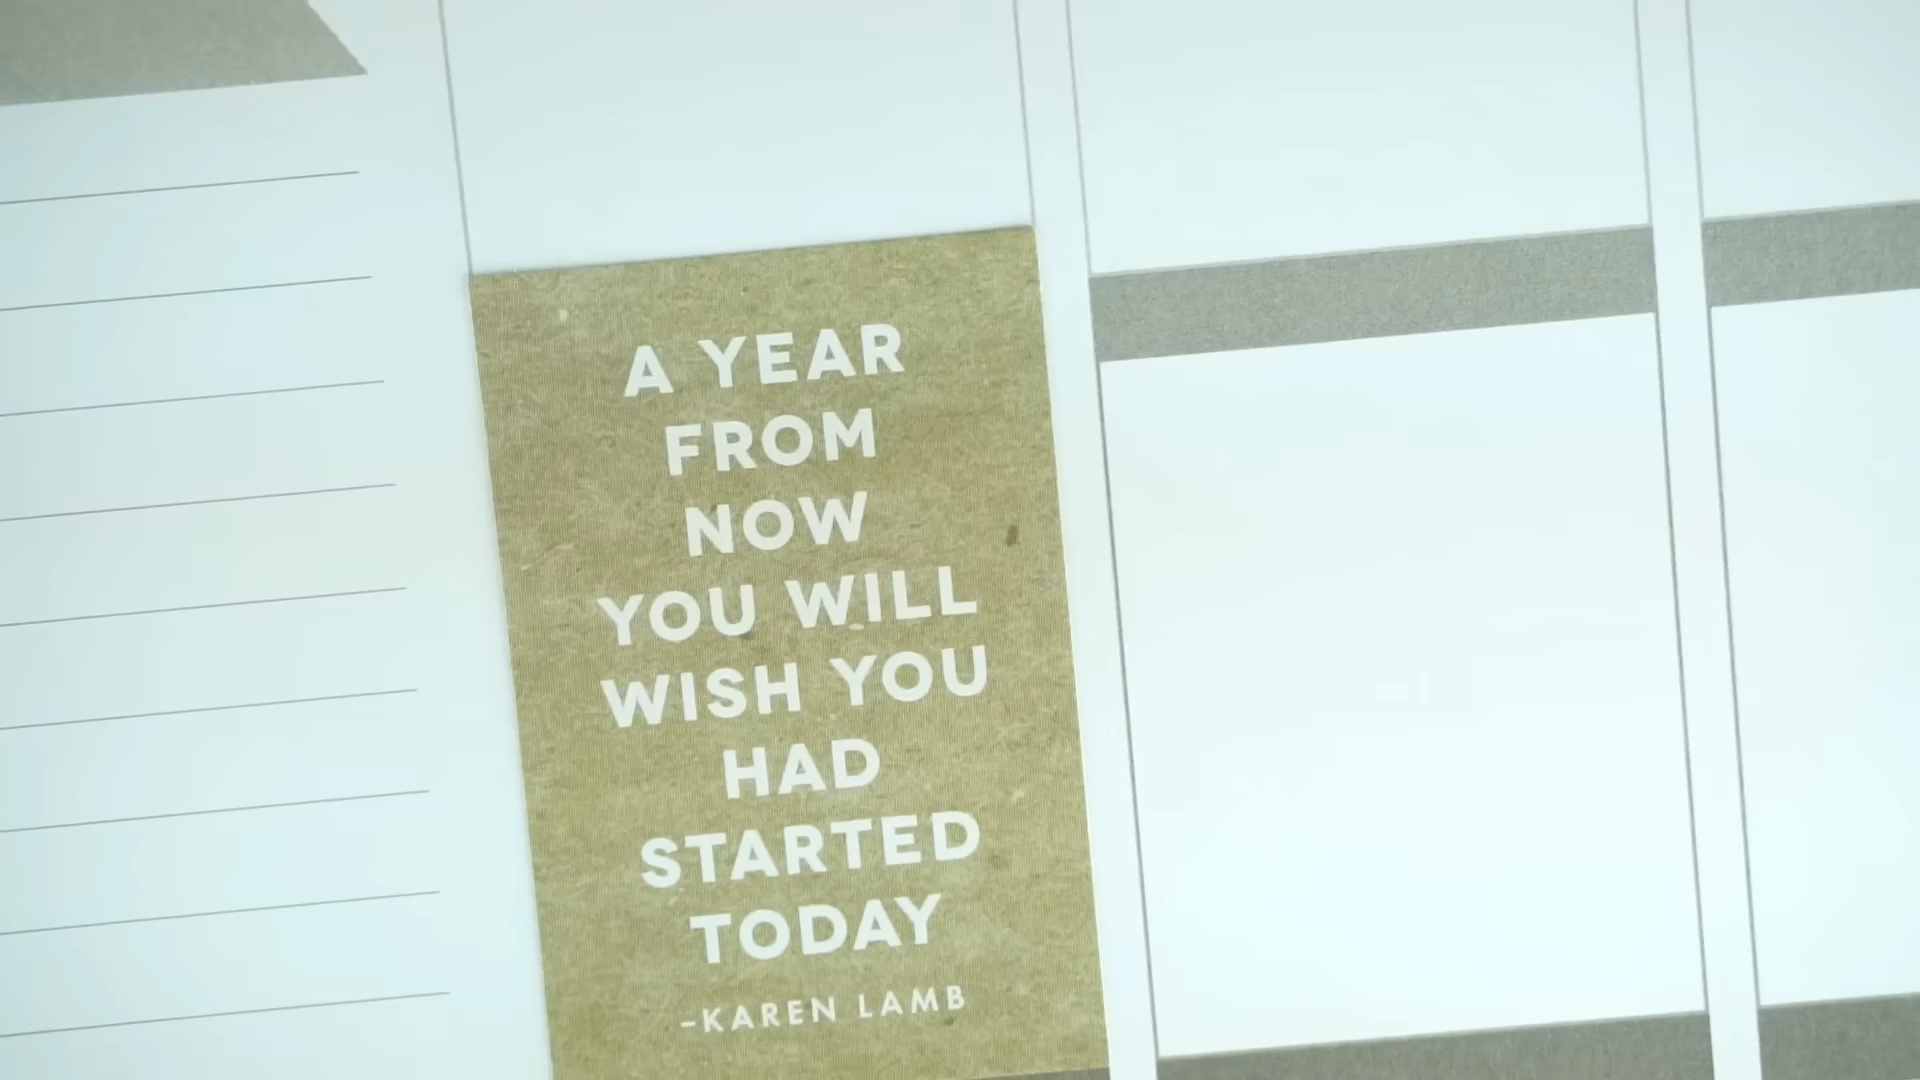 A YEAR
FROM
NOW
YOU WILL
WISH YOU
HAD
STARTED
TODAY
-KAREN LAMB